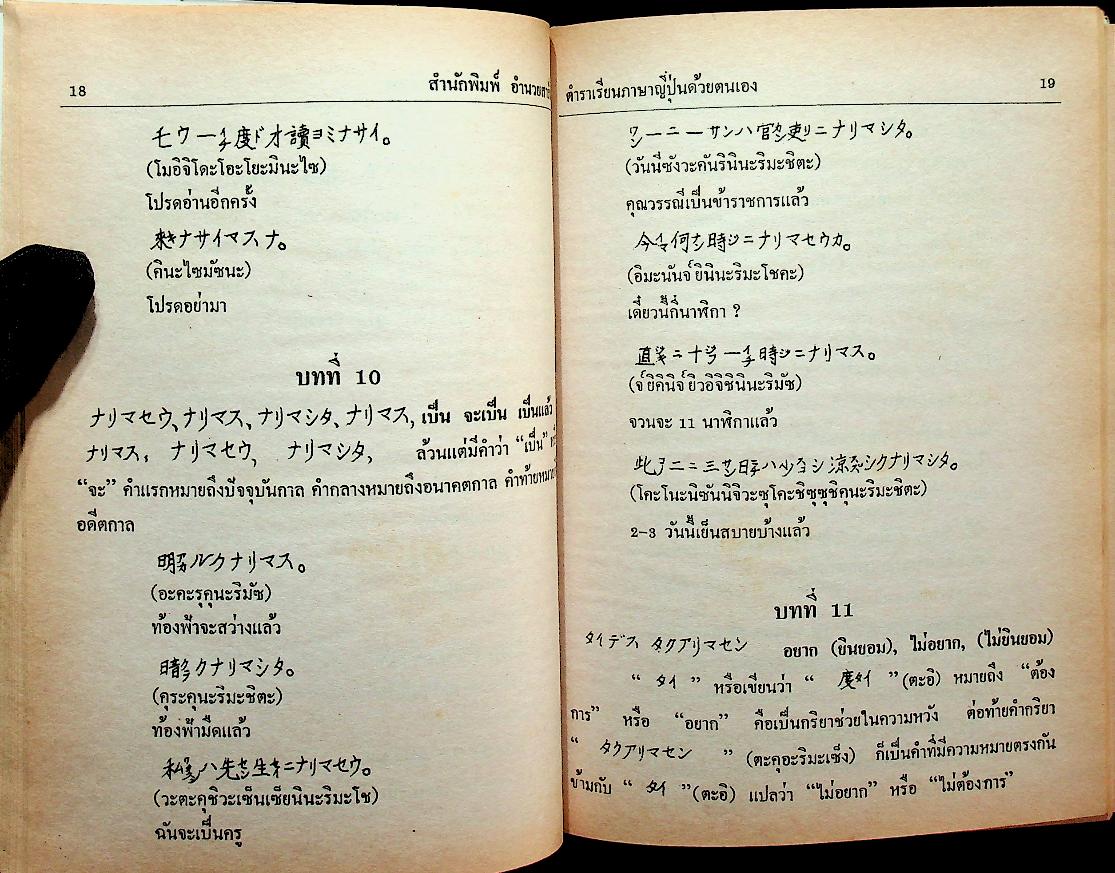 18
สำนักพิมพ์ อำนวยสาร์
モウ一イチ度ド才讀ヨミナサイ。
(โมอิจิโดะโอะโยะมินะไซ)
โปรดอ่านอีกครั้ง
來キナサイマスナ。
(คินะไซมัซนะ)
โปรดอย่ามา
บทที่ 10
ナリマセウ、ナリマス、ナリマシタ、ナリマス, เป็น จะเป็น เป็นแล้ว
ナリマス, ナリマセウ、 ナリマシタ, ล้วนแต่มีคำว่า “เป็น”
“จะ” คำแรกหมายถึงปัจจุบันกาล คำกลางหมายถึงอนาคตกาล คำท้ายหมาย
อดีตกาล
明ルクナリマス。
(อะคะรุคุนะริมัซ)
ท้องฟ้าจะสว่างแล้ว
暗クナリマシタ。
(คุระคุนะริมะชิตะ)
ท้องฟ้ามืดแล้ว
私ハ先セン生セイニナリマセウ。
(วะตะคุชิวะเซ็นเซียนินะริมะโช)
ฉันจะเป็นครู
ตำราเรียนภาษาญี่ปุ่นด้วยตนเอง
19
ワンーニーサンハ官吏リニナリマシタ。
(วันนีซังวะคันรินินะริมะชิตะ)
คุณวรรณีเป็นข้าราชการแล้ว
今イマ何ナン時ジニナリマセウカ。
(อิมะนันจ์ยินินะริมะโชคะ)
เดี๋ยวนี้กี่นาฬิกา ?
直ニ十一イチ時ジニナリマス。
(จ์ยิคินิจ์ยิวอิจิชินินะริมัซ)
จวนจะ 11 นาฬิกาแล้ว
此ノ二ニ三サン日ハ少シ涼シクナリマシタ。
(โคะโนะนิซันนิจิวะซุโคะชิซุซุชิคุนะริมะชิตะ)
2-3 วันนี้เย็นสบายบ้างแล้ว
บทที่ 11
タイデス タクアリマセン อยาก (ยินยอม), ไม่อยาก, (ไม่ยินยอม)
“ タイ ” หรือเขียนว่า “ 度タイ ” (ตะอิ) หมายถึง “ต้อง
การ” หรือ “อยาก” คือเป็นกริยาช่วยในความหวัง ต่อท้ายคำกริยา
“ タクアリマセン ” (ตะคุอะริมะเซ็ง) ก็เป็นคำที่มีความหมายตรงกัน
ข้ามกับ “ タイ ” (ตะอิ) แปลว่า “ไม่อยาก” หรือ “ไม่ต้องการ”